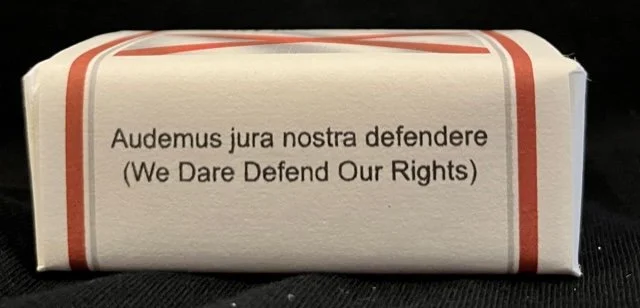 Audemus jura nostra defendere
(We Dare Defend Our Rights)